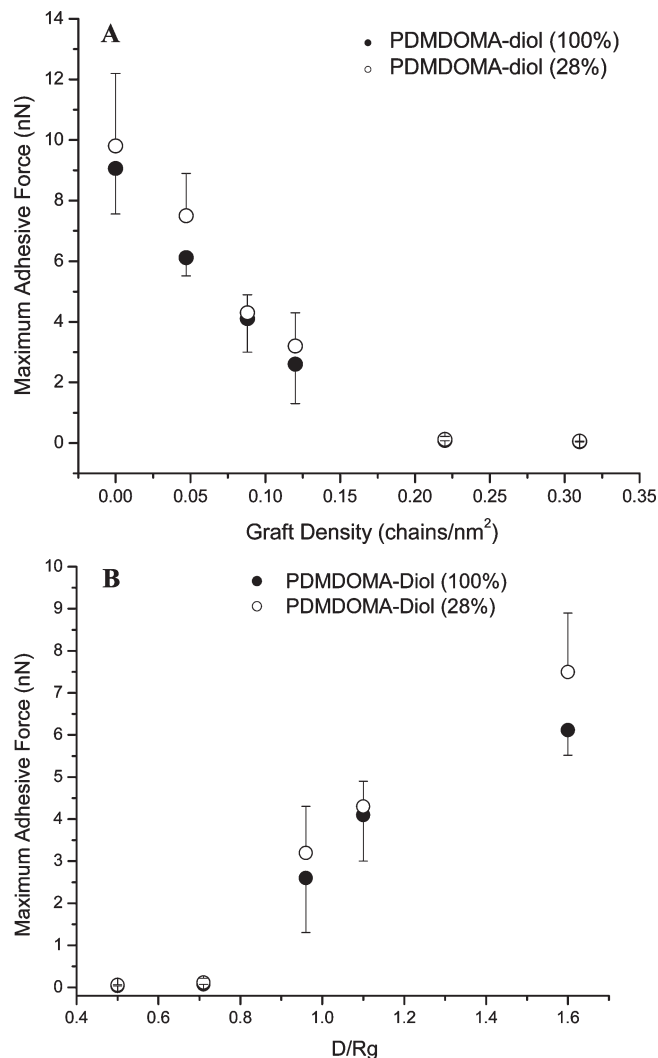 A
PDMDOMA-diol (100%)
PDMDOMA-diol (28%)
14
12
10
8
6
4
2
0
Maximum Adhesive Force (nN)
0.00 0.05 0.10 0.15 0.20 0.25 0.30 0.35
Graft Density (chains/nm²)
B
PDMDOMA-Diol (100%)
PDMDOMA-Diol (28%)
10
9
8
7
6
5
4
3
2
1
0
Maximum Adhesive Force (nN)
0.4 0.6 0.8 1.0 1.2 1.4 1.6
D/Rg